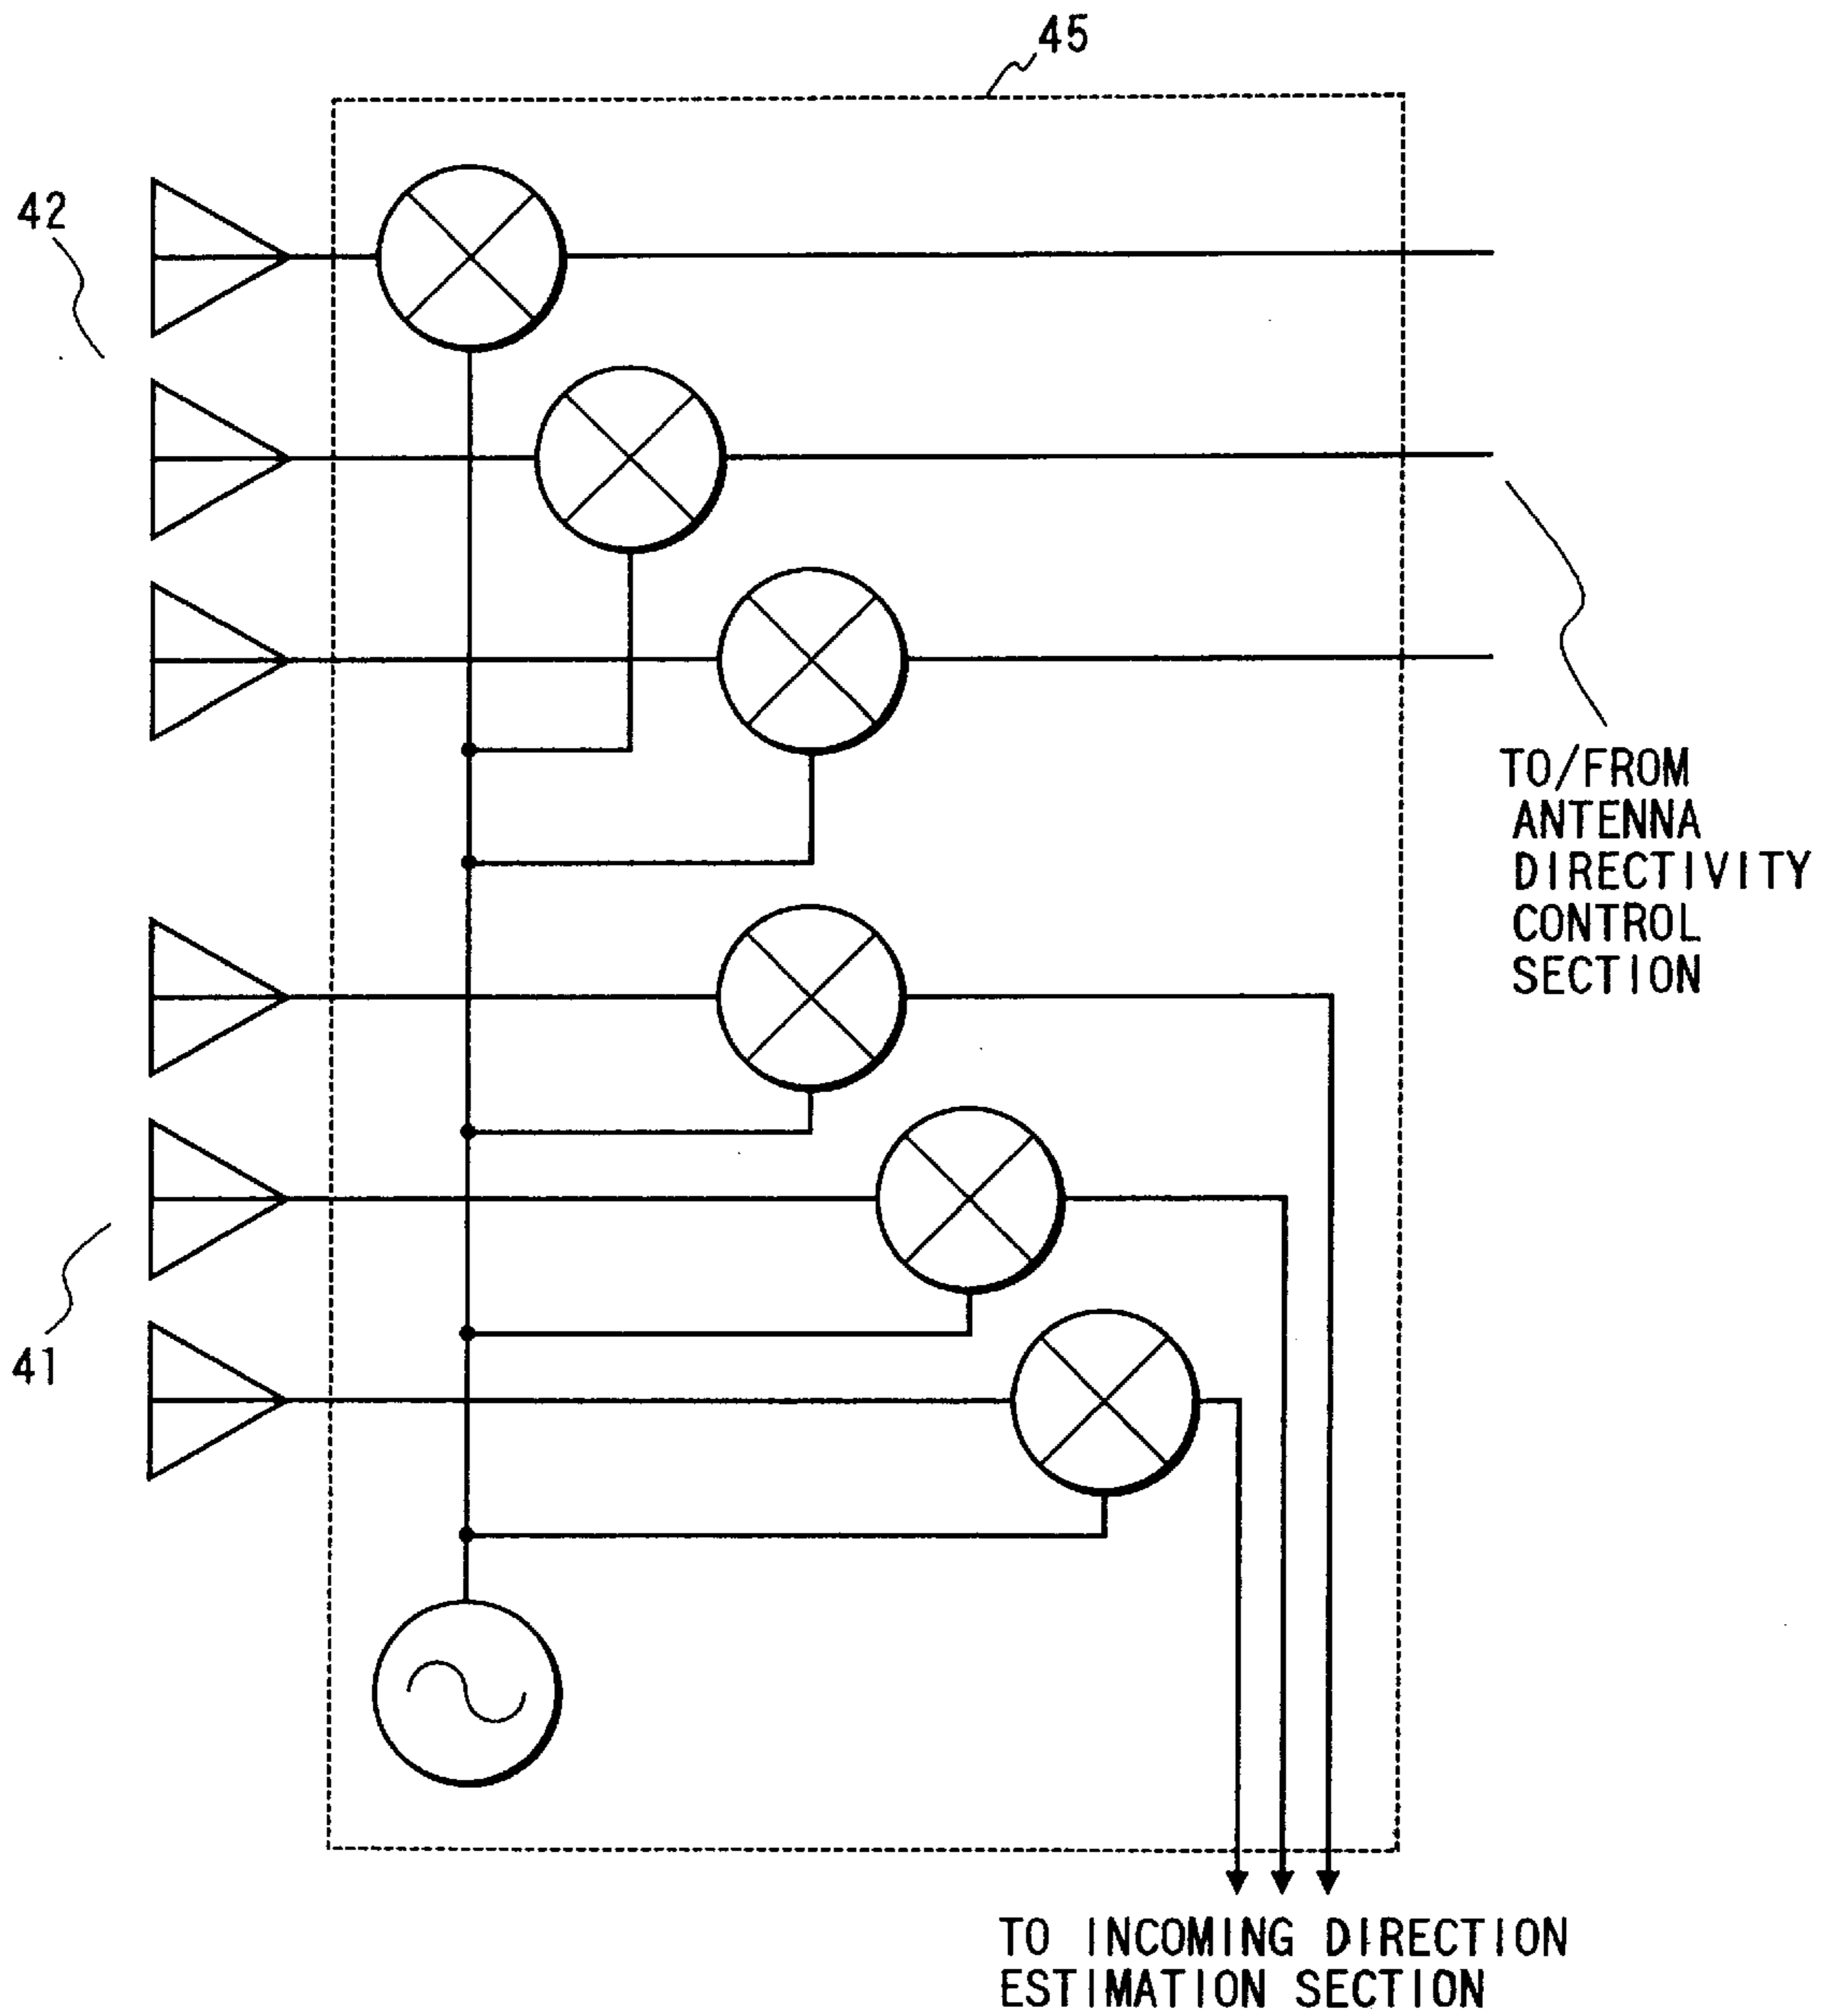 45
42
TO/FROM
ANTENNA
DIRECTIVITY
CONTROL
SECTION
41
TO INCOMING DIRECTION
ESTIMATION SECTION